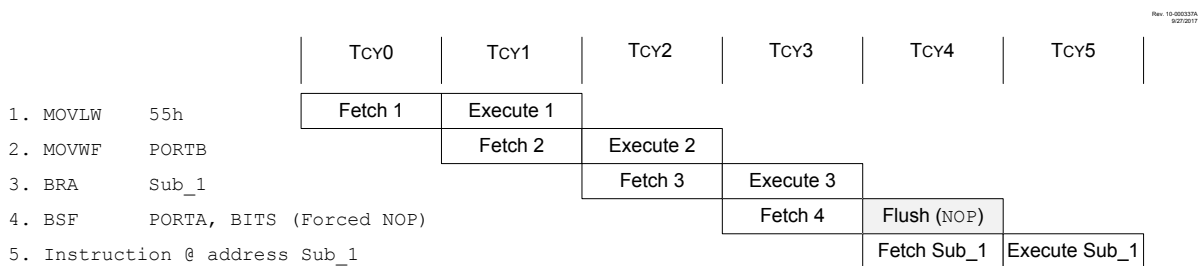 Rev. 10-000337A
9/27/2017
TCY0 TCY1 TCY2 TCY3 TCY4 TCY5
1. MOVLW 55h Fetch 1 Execute 1
2. MOVWF PORTB Fetch 2 Execute 2
3. BRA Sub_1 Fetch 3 Execute 3
4. BSF PORTA, BITS (Forced NOP) Fetch 4 Flush (NOP)
5. Instruction @ address Sub_1 Fetch Sub_1 Execute Sub_1